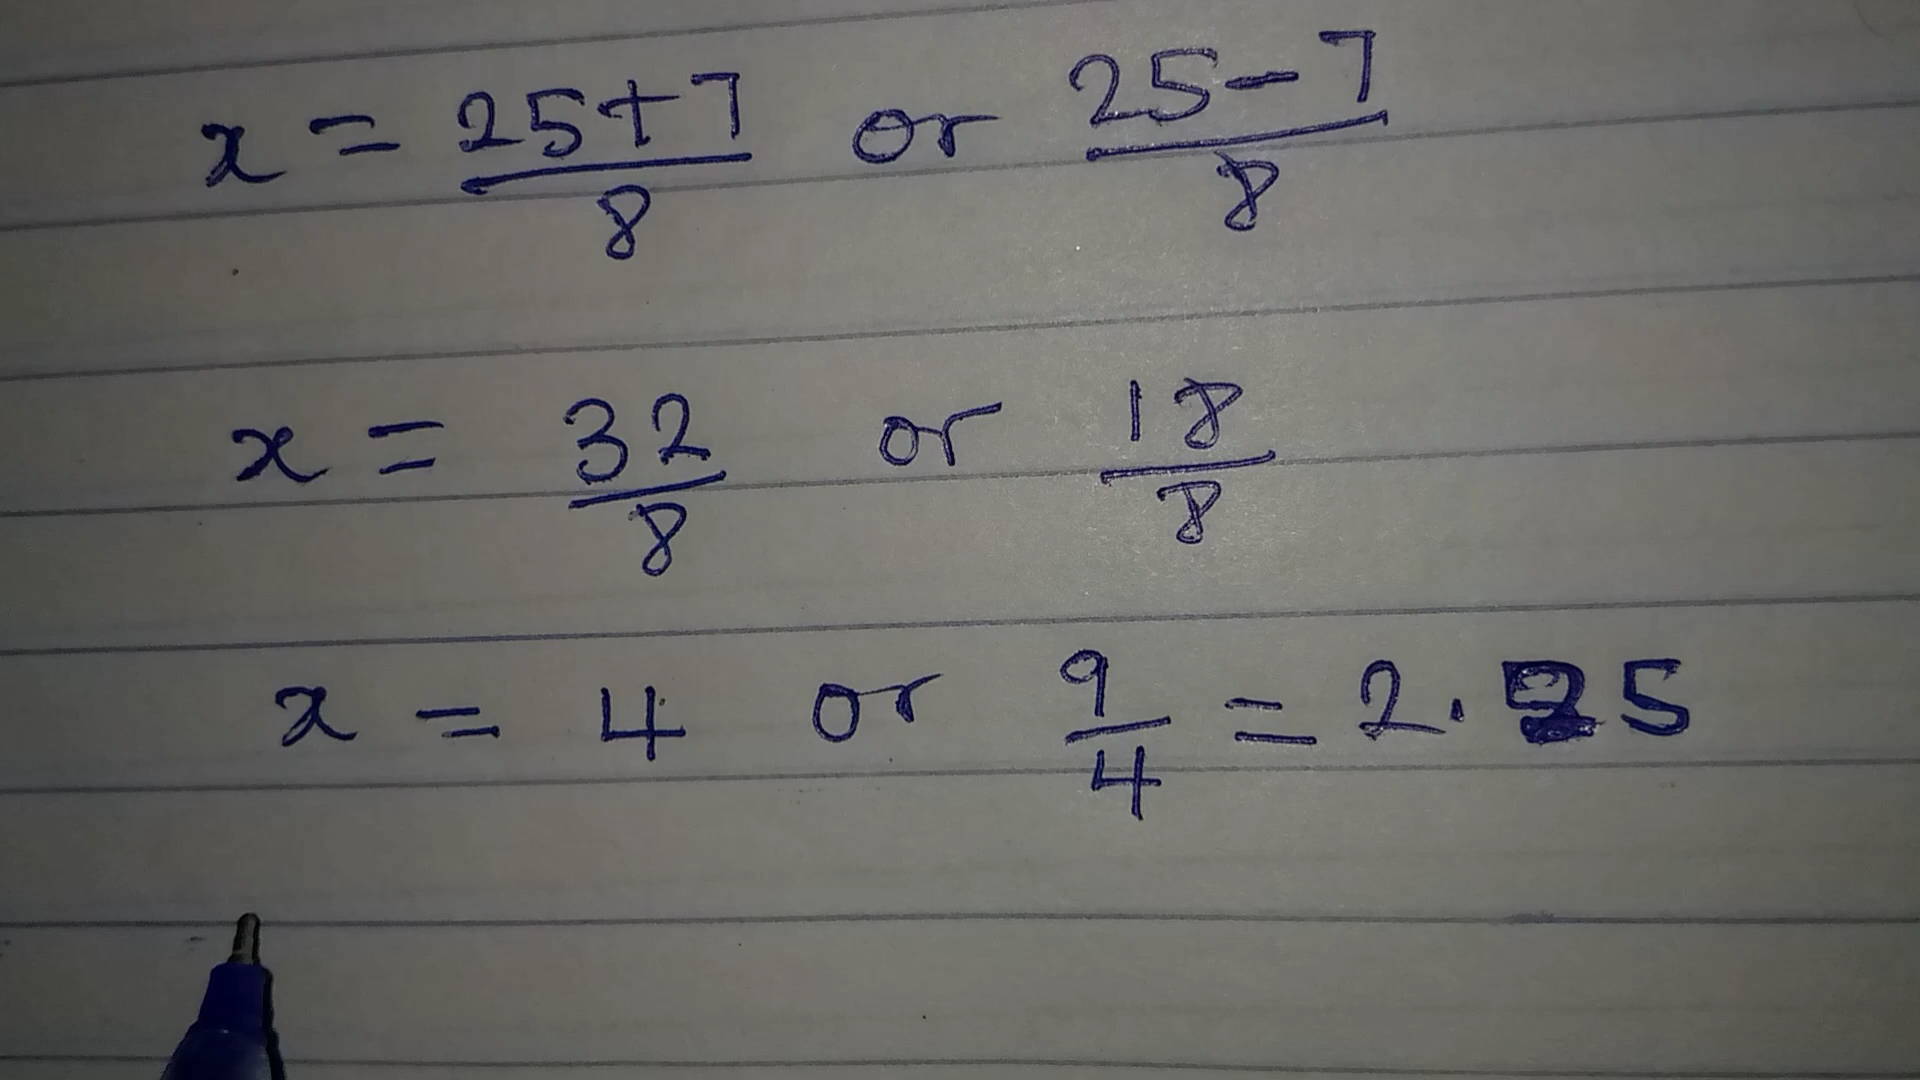 x = 25+7/8 or 25-7/8
x = 32/8 or 18/8
x = 4 or 9/4 = 2.25